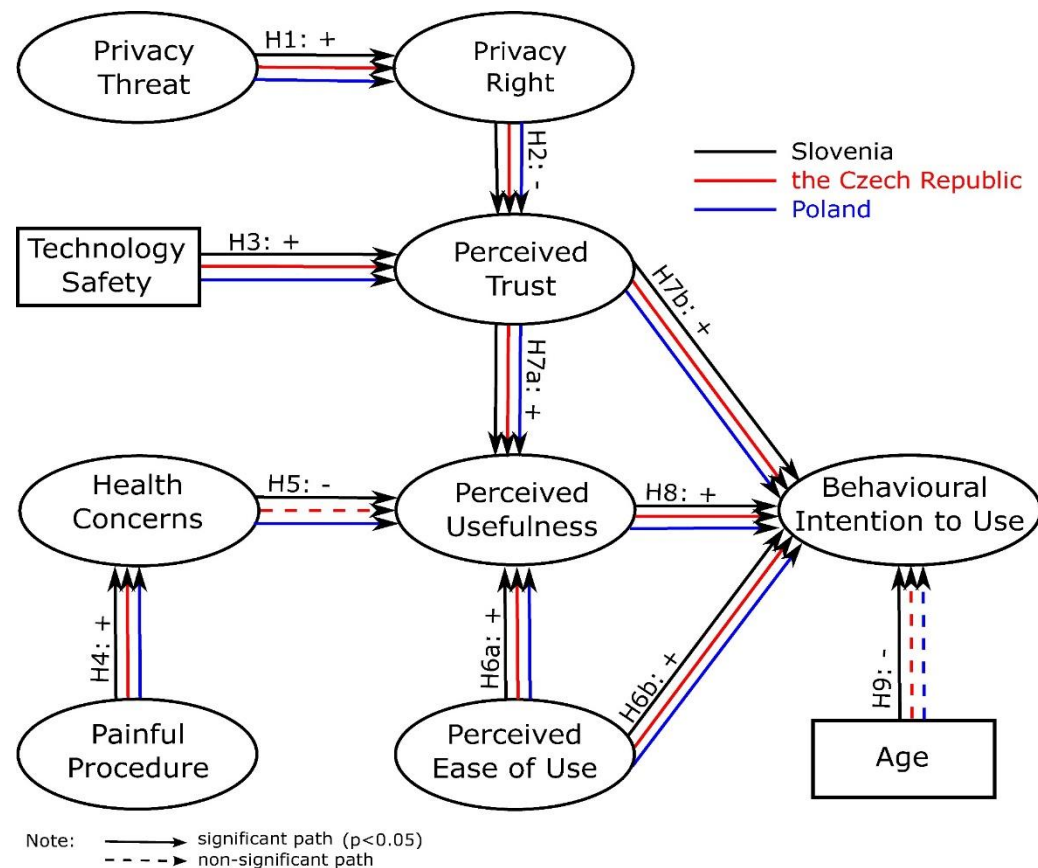 H1: +
Privacy
Threat
Privacy
Right
H2: -
Slovenia
the Czech Republic
Poland
Technology
Safety
H3: +
Perceived
Trust
H7b: +
H7a: +
Health
Concerns
H5: -
Perceived
Usefulness
H8: +
Behavioural
Intention to Use
H4: +
H6a: +
H6b: +
H9: -
Painful
Procedure
Perceived
Ease of Use
Age
Note: significant path (p<0.05)
non-significant path